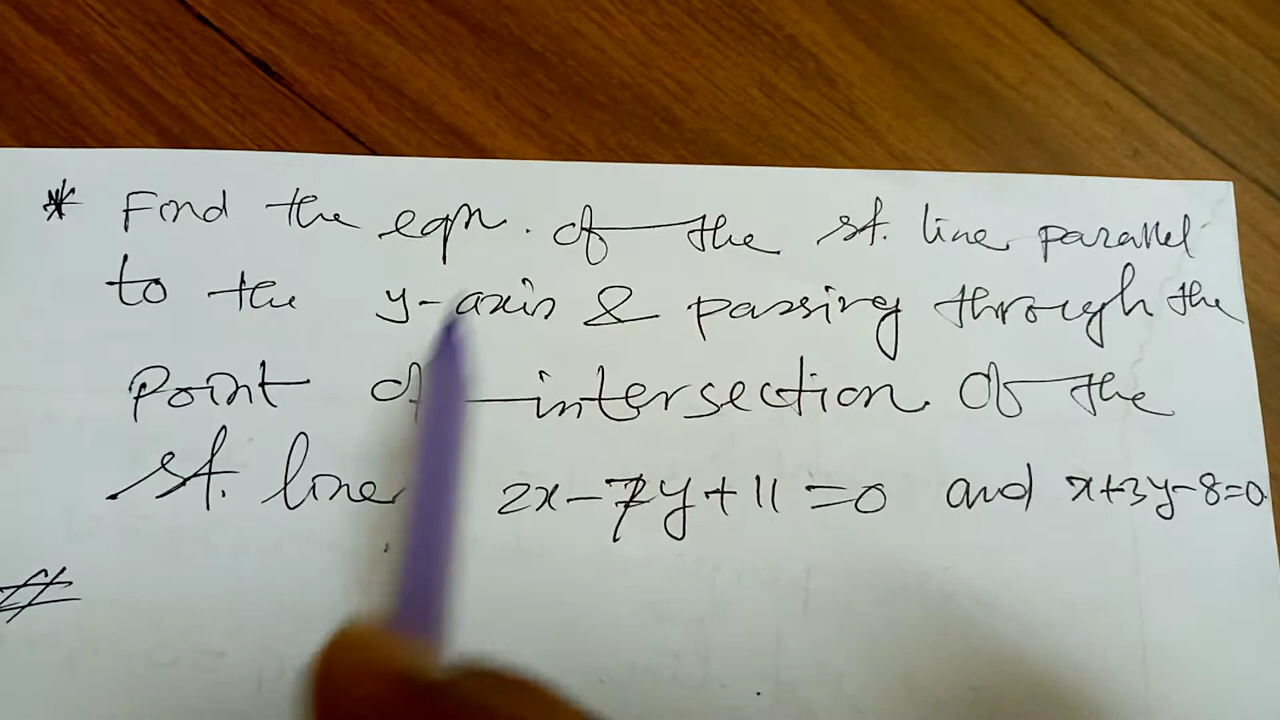 * Find the eqn. of the st. line parallel
to the y-axis & passing through the
Point of intersection of the
st. line 2x-7y+11=0 and x+3y-8=0.
#